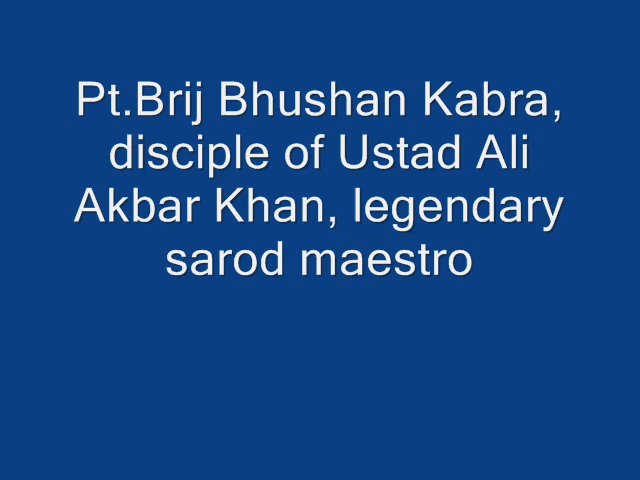 Pt.Brij Bhushan Kabra,
disciple of Ustad Ali
Akbar Khan, legendary
sarod maestro